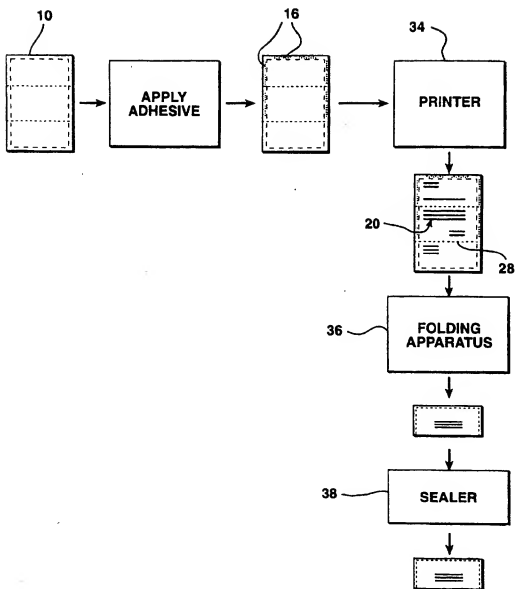 10
16
34
APPLY
ADHESIVE
PRINTER
20
28
36
FOLDING
APPARATUS
38
SEALER